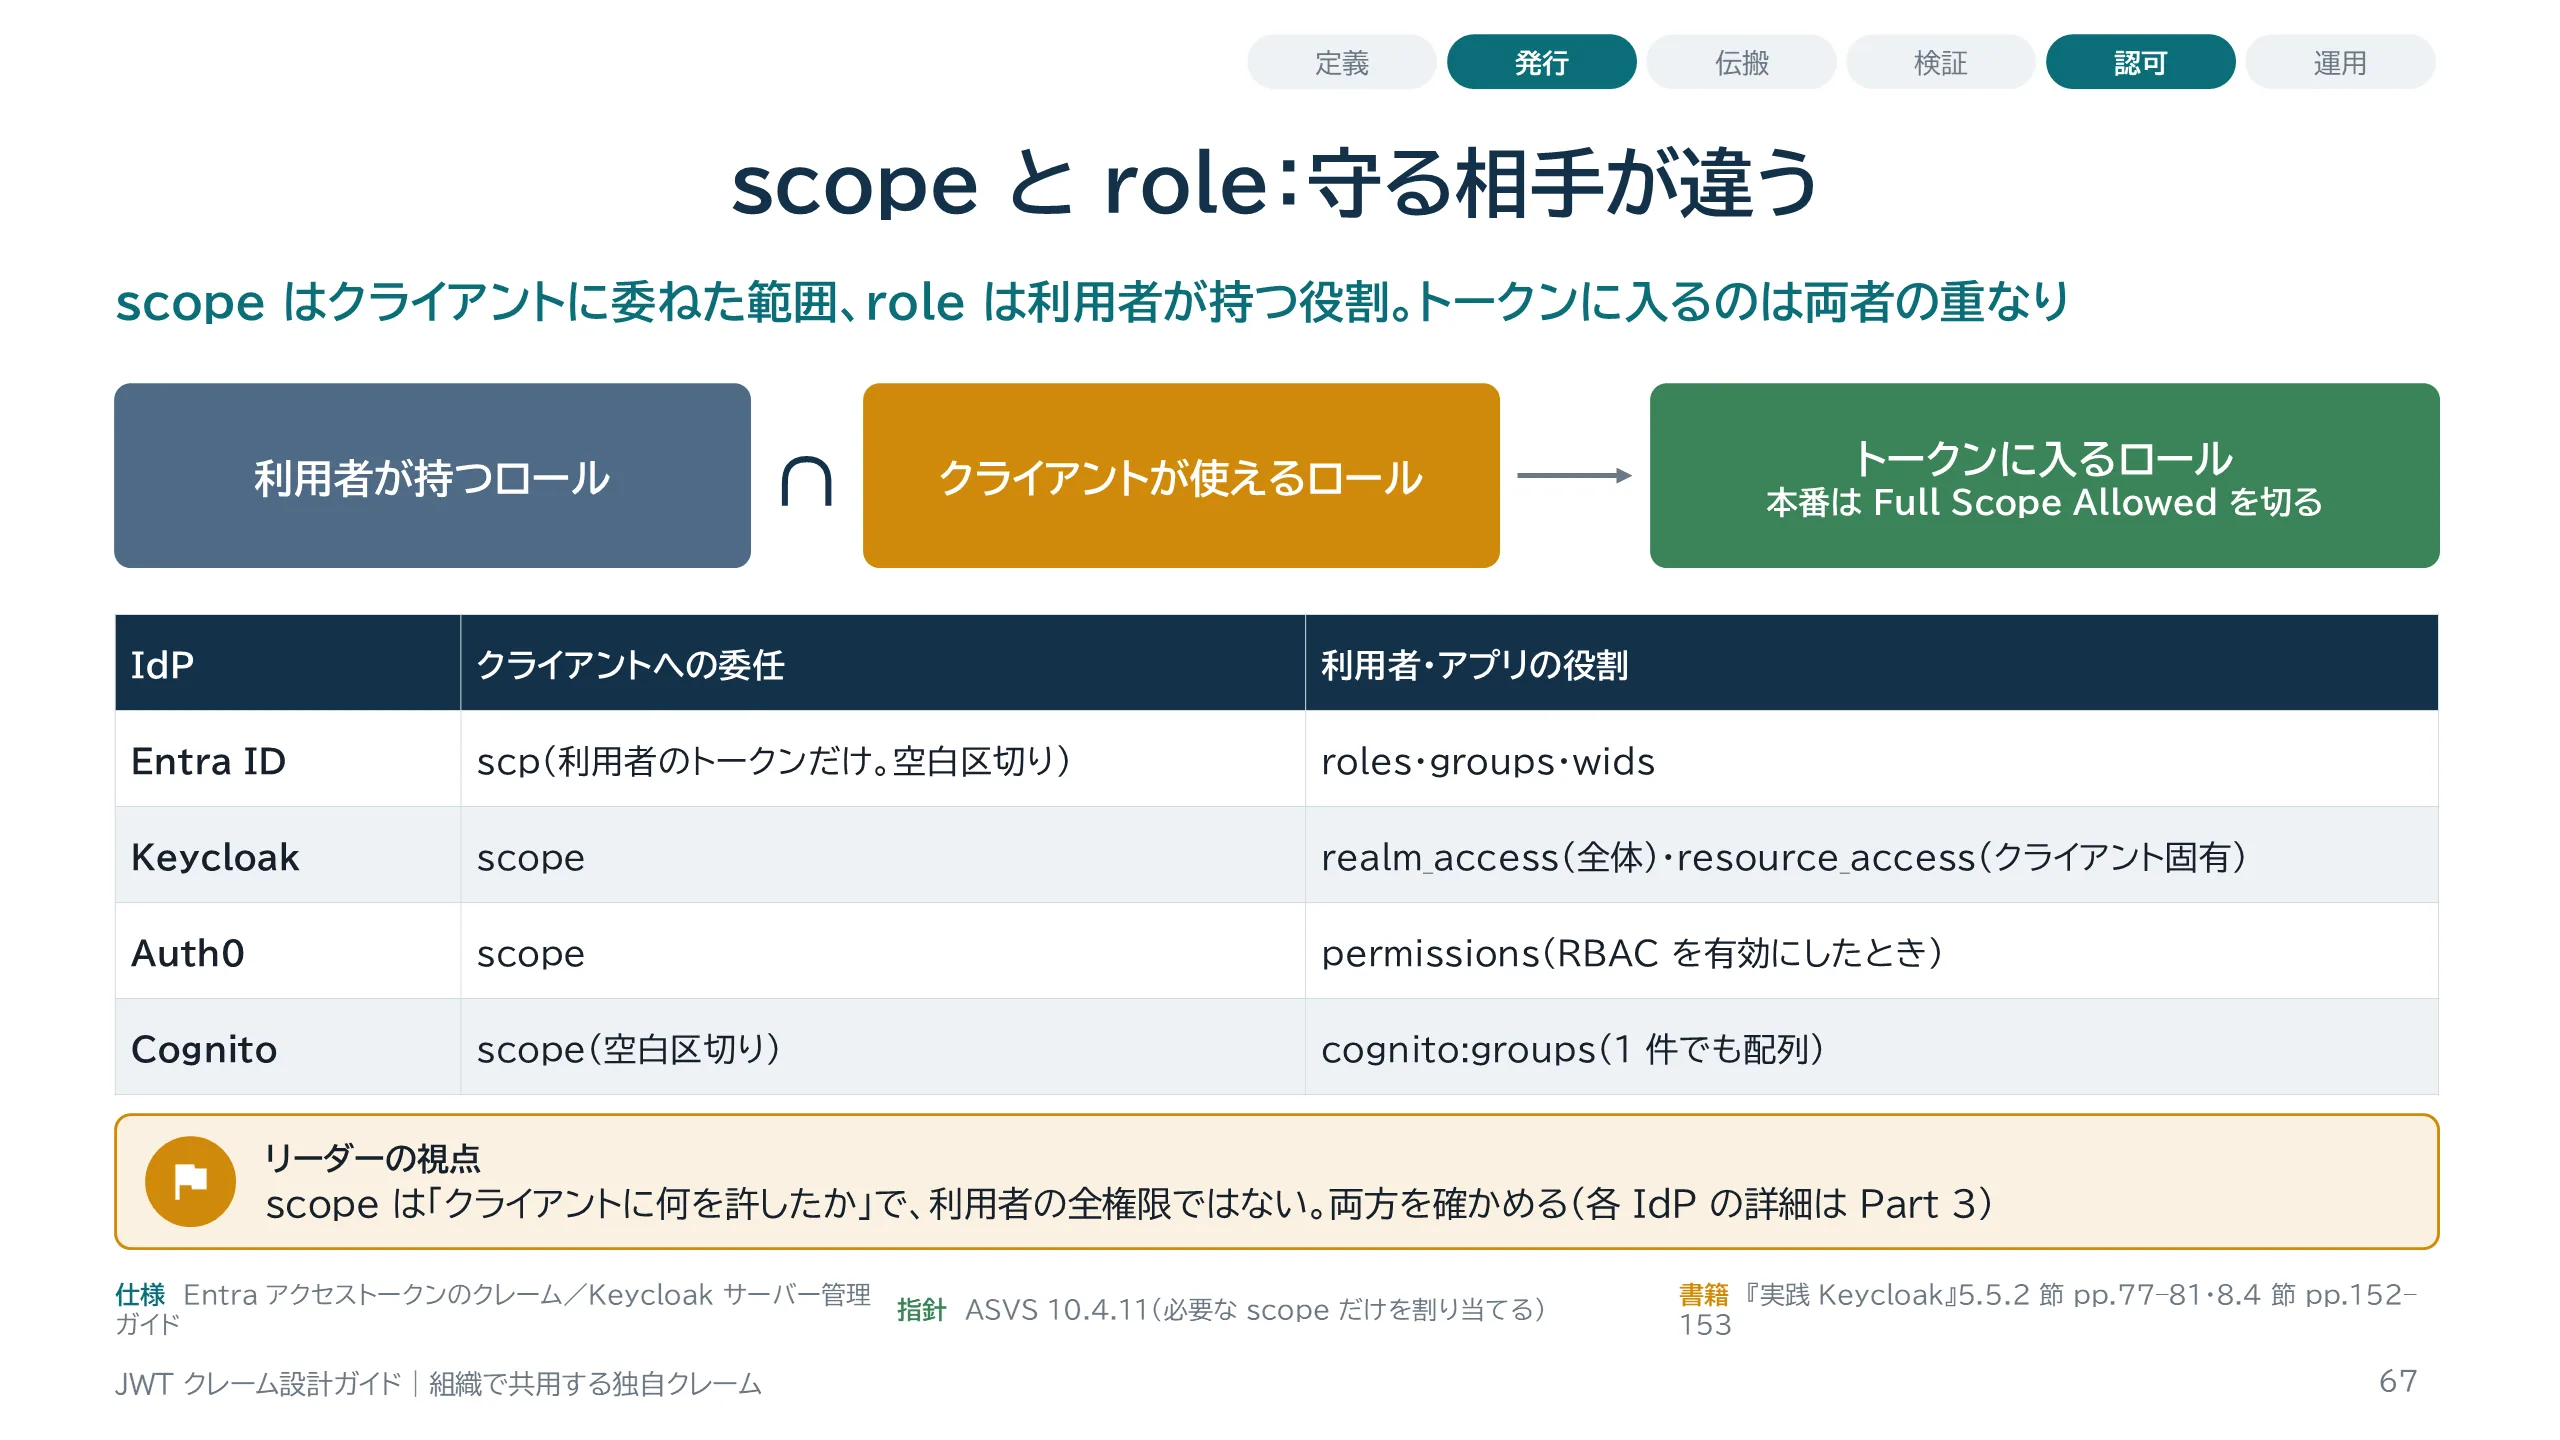 定義 発行 伝搬 検証 認可 運用
scope と role：守る相手が違う
scope はクライアントに委ねた範囲、role は利用者が持つ役割。トークンに入るのは両者の重なり
利用者が持つロール ∩ クライアントが使えるロール → トークンに入るロール
本番は Full Scope Allowed を切る
IdP クライアントへの委任 利用者・アプリの役割
Entra ID scp（利用者のトークンだけ。空白区切り） roles・groups・wids
Keycloak scope realm_access（全体）・resource_access（クライアント固有）
Auth0 scope permissions（RBAC を有効にしたとき）
Cognito scope（空白区切り） cognito:groups（1 件でも配列）
リーダーの視点
scope は「クライアントに何を許したか」で、利用者の全権限ではない。両方を確かめる（各 IdP の詳細は Part 3）
仕様 Entra アクセストークンのクレーム／Keycloak サーバー管理
ガイド
指針 ASVS 10.4.11（必要な scope だけを割り当てる）
書籍 『実践 Keycloak』5.5.2 節 pp.77–81・8.4 節 pp.152–
153
JWT クレーム設計ガイド｜組織で共用する独自クレーム
67